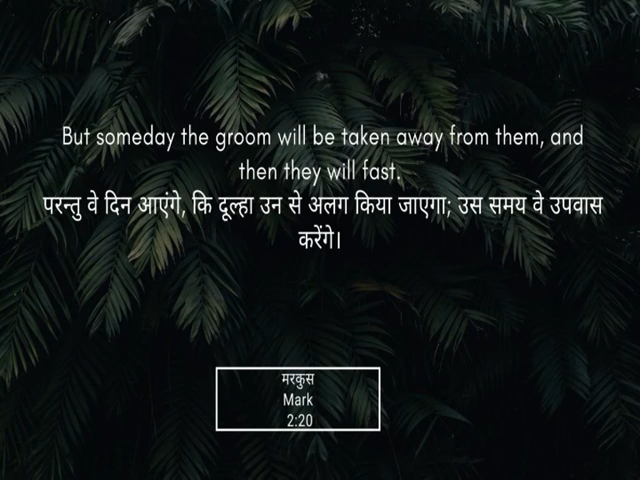 But someday the groom will be taken away from them, and
then they will fast.
परन्तु वे दिन आएंगे, कि दूल्हा उन से अलग किया जाएगा; उस समय वे उपवास
करेंगे।
मरकुस
Mark
2:20